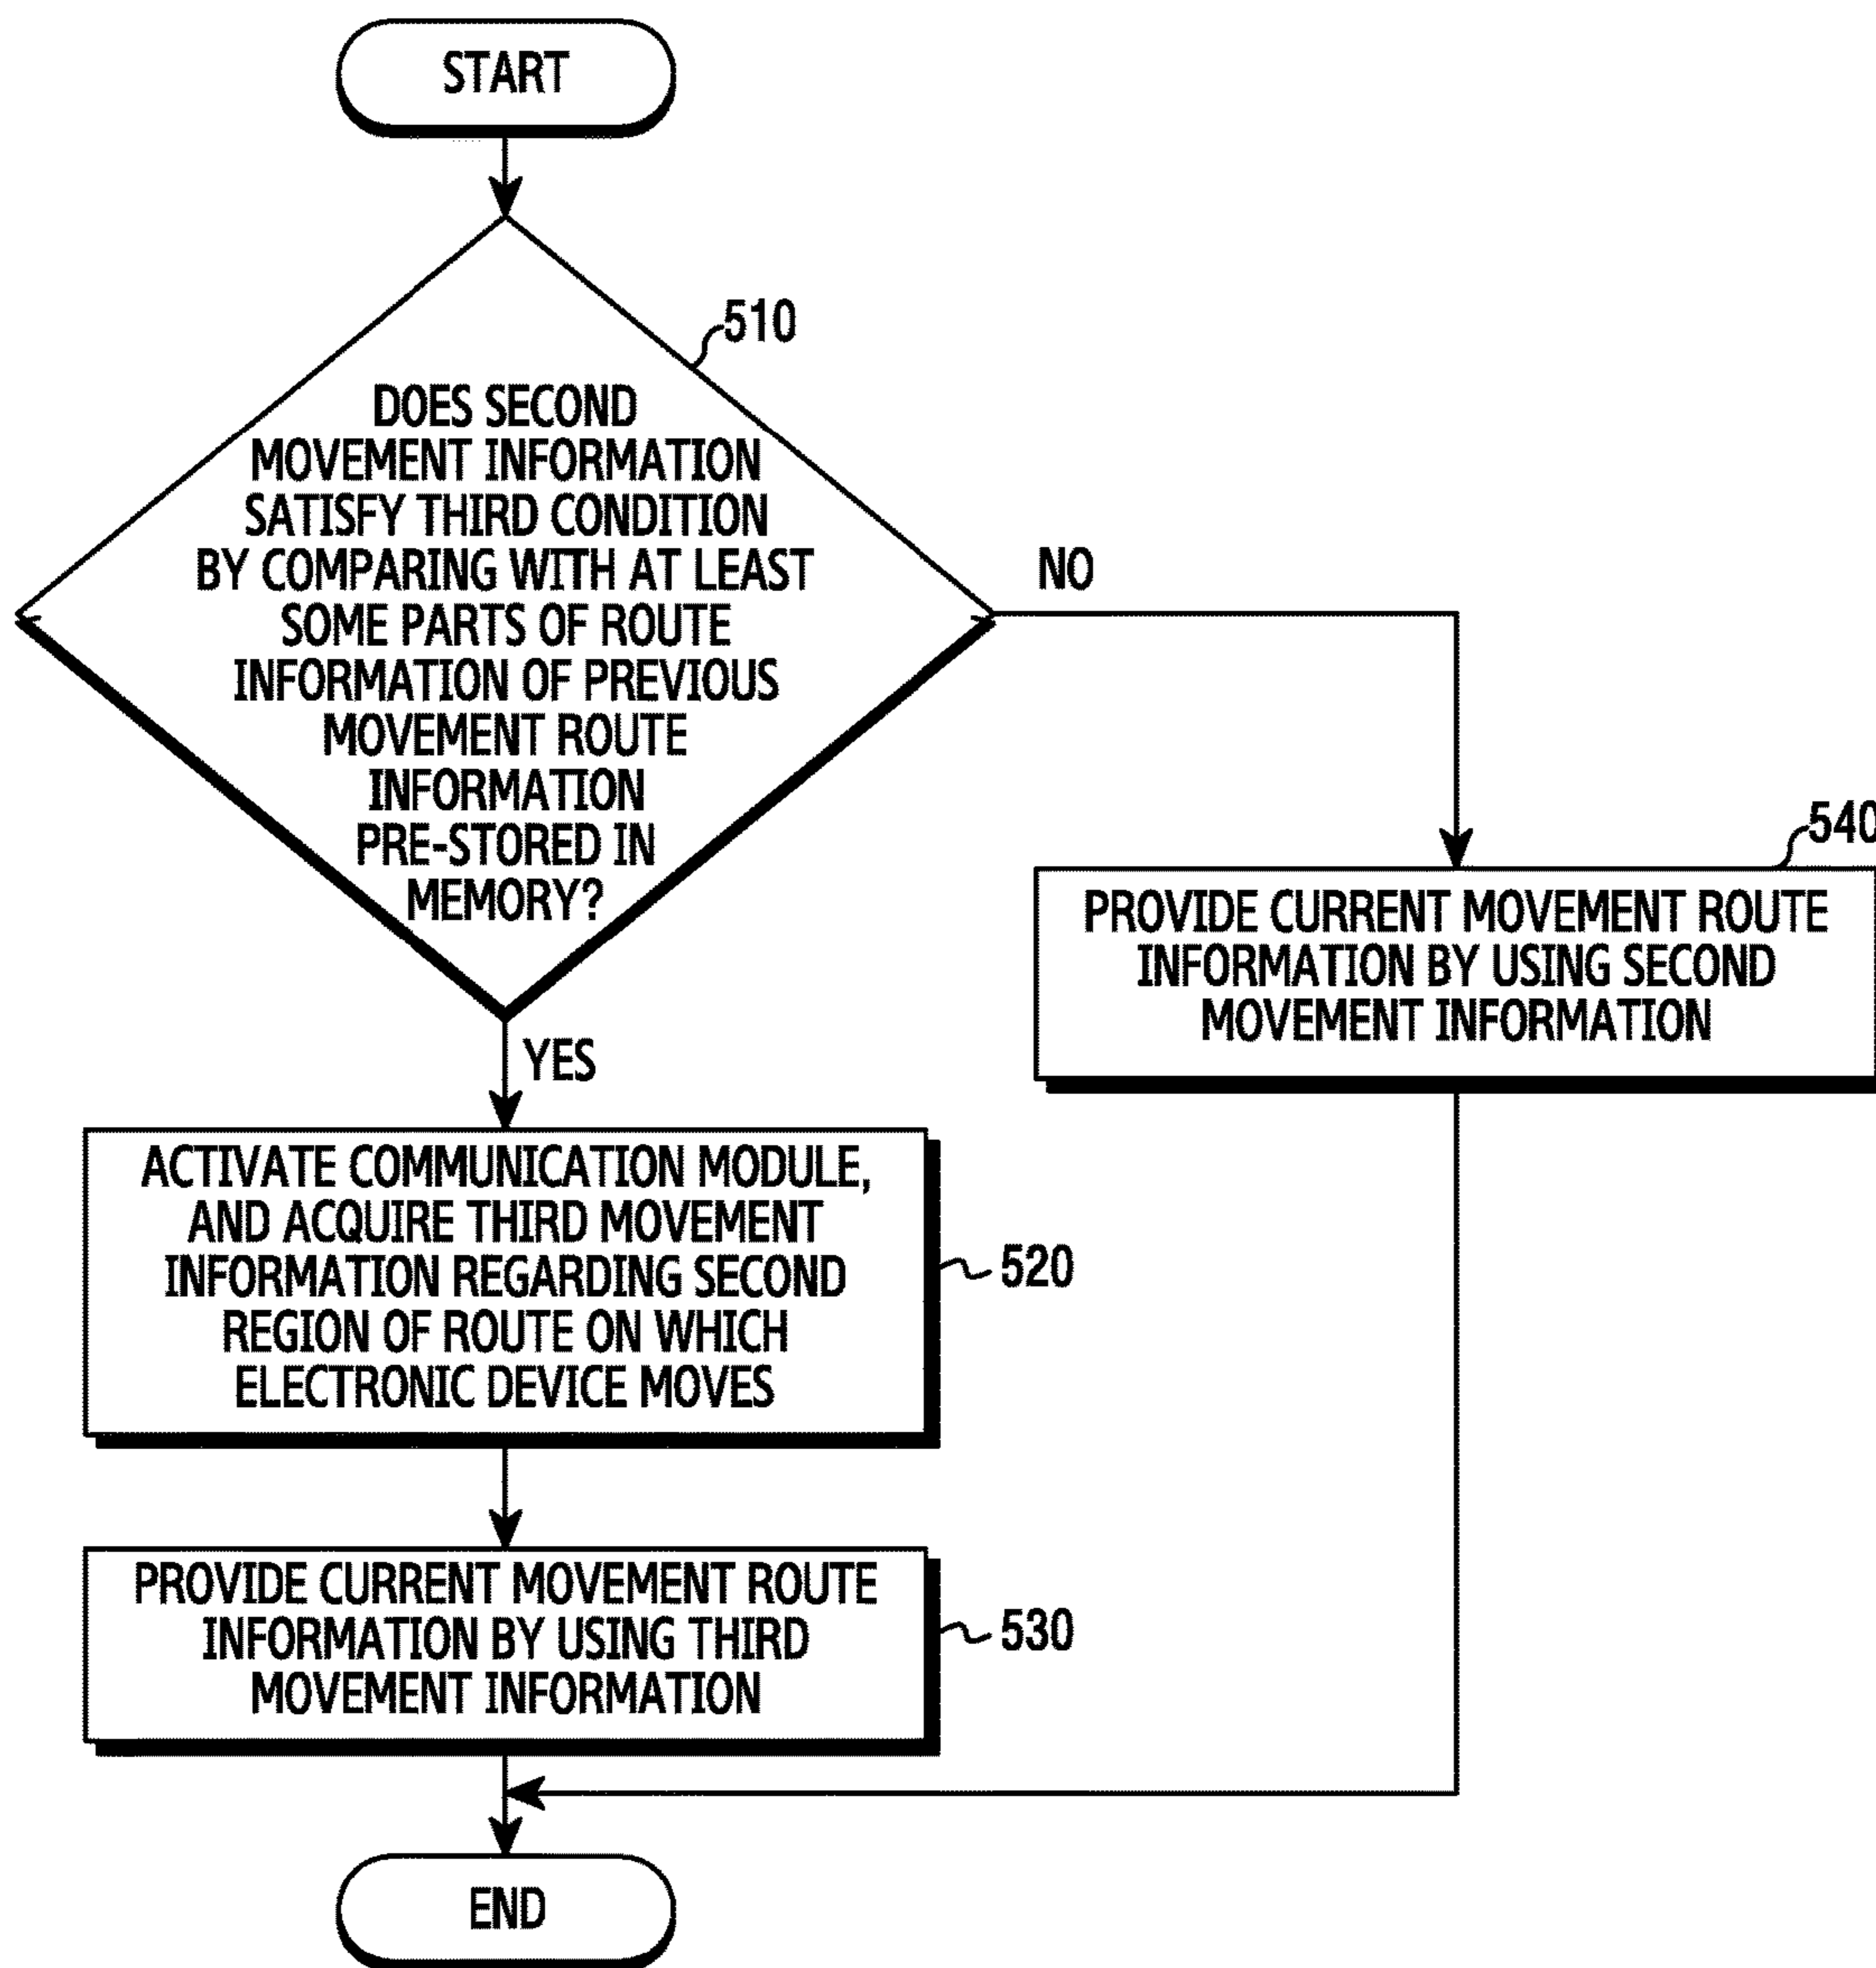 START
510
DOES SECOND
MOVEMENT INFORMATION
SATISFY THIRD CONDITION
BY COMPARING WITH AT LEAST
SOME PARTS OF ROUTE
INFORMATION OF PREVIOUS
MOVEMENT ROUTE
INFORMATION
PRE-STORED IN
MEMORY?
NO
540
PROVIDE CURRENT MOVEMENT ROUTE
INFORMATION BY USING SECOND
MOVEMENT INFORMATION
YES
ACTIVATE COMMUNICATION MODULE,
AND ACQUIRE THIRD MOVEMENT
INFORMATION REGARDING SECOND
REGION OF ROUTE ON WHICH
ELECTRONIC DEVICE MOVES
520
PROVIDE CURRENT MOVEMENT ROUTE
INFORMATION BY USING THIRD
MOVEMENT INFORMATION
530
END